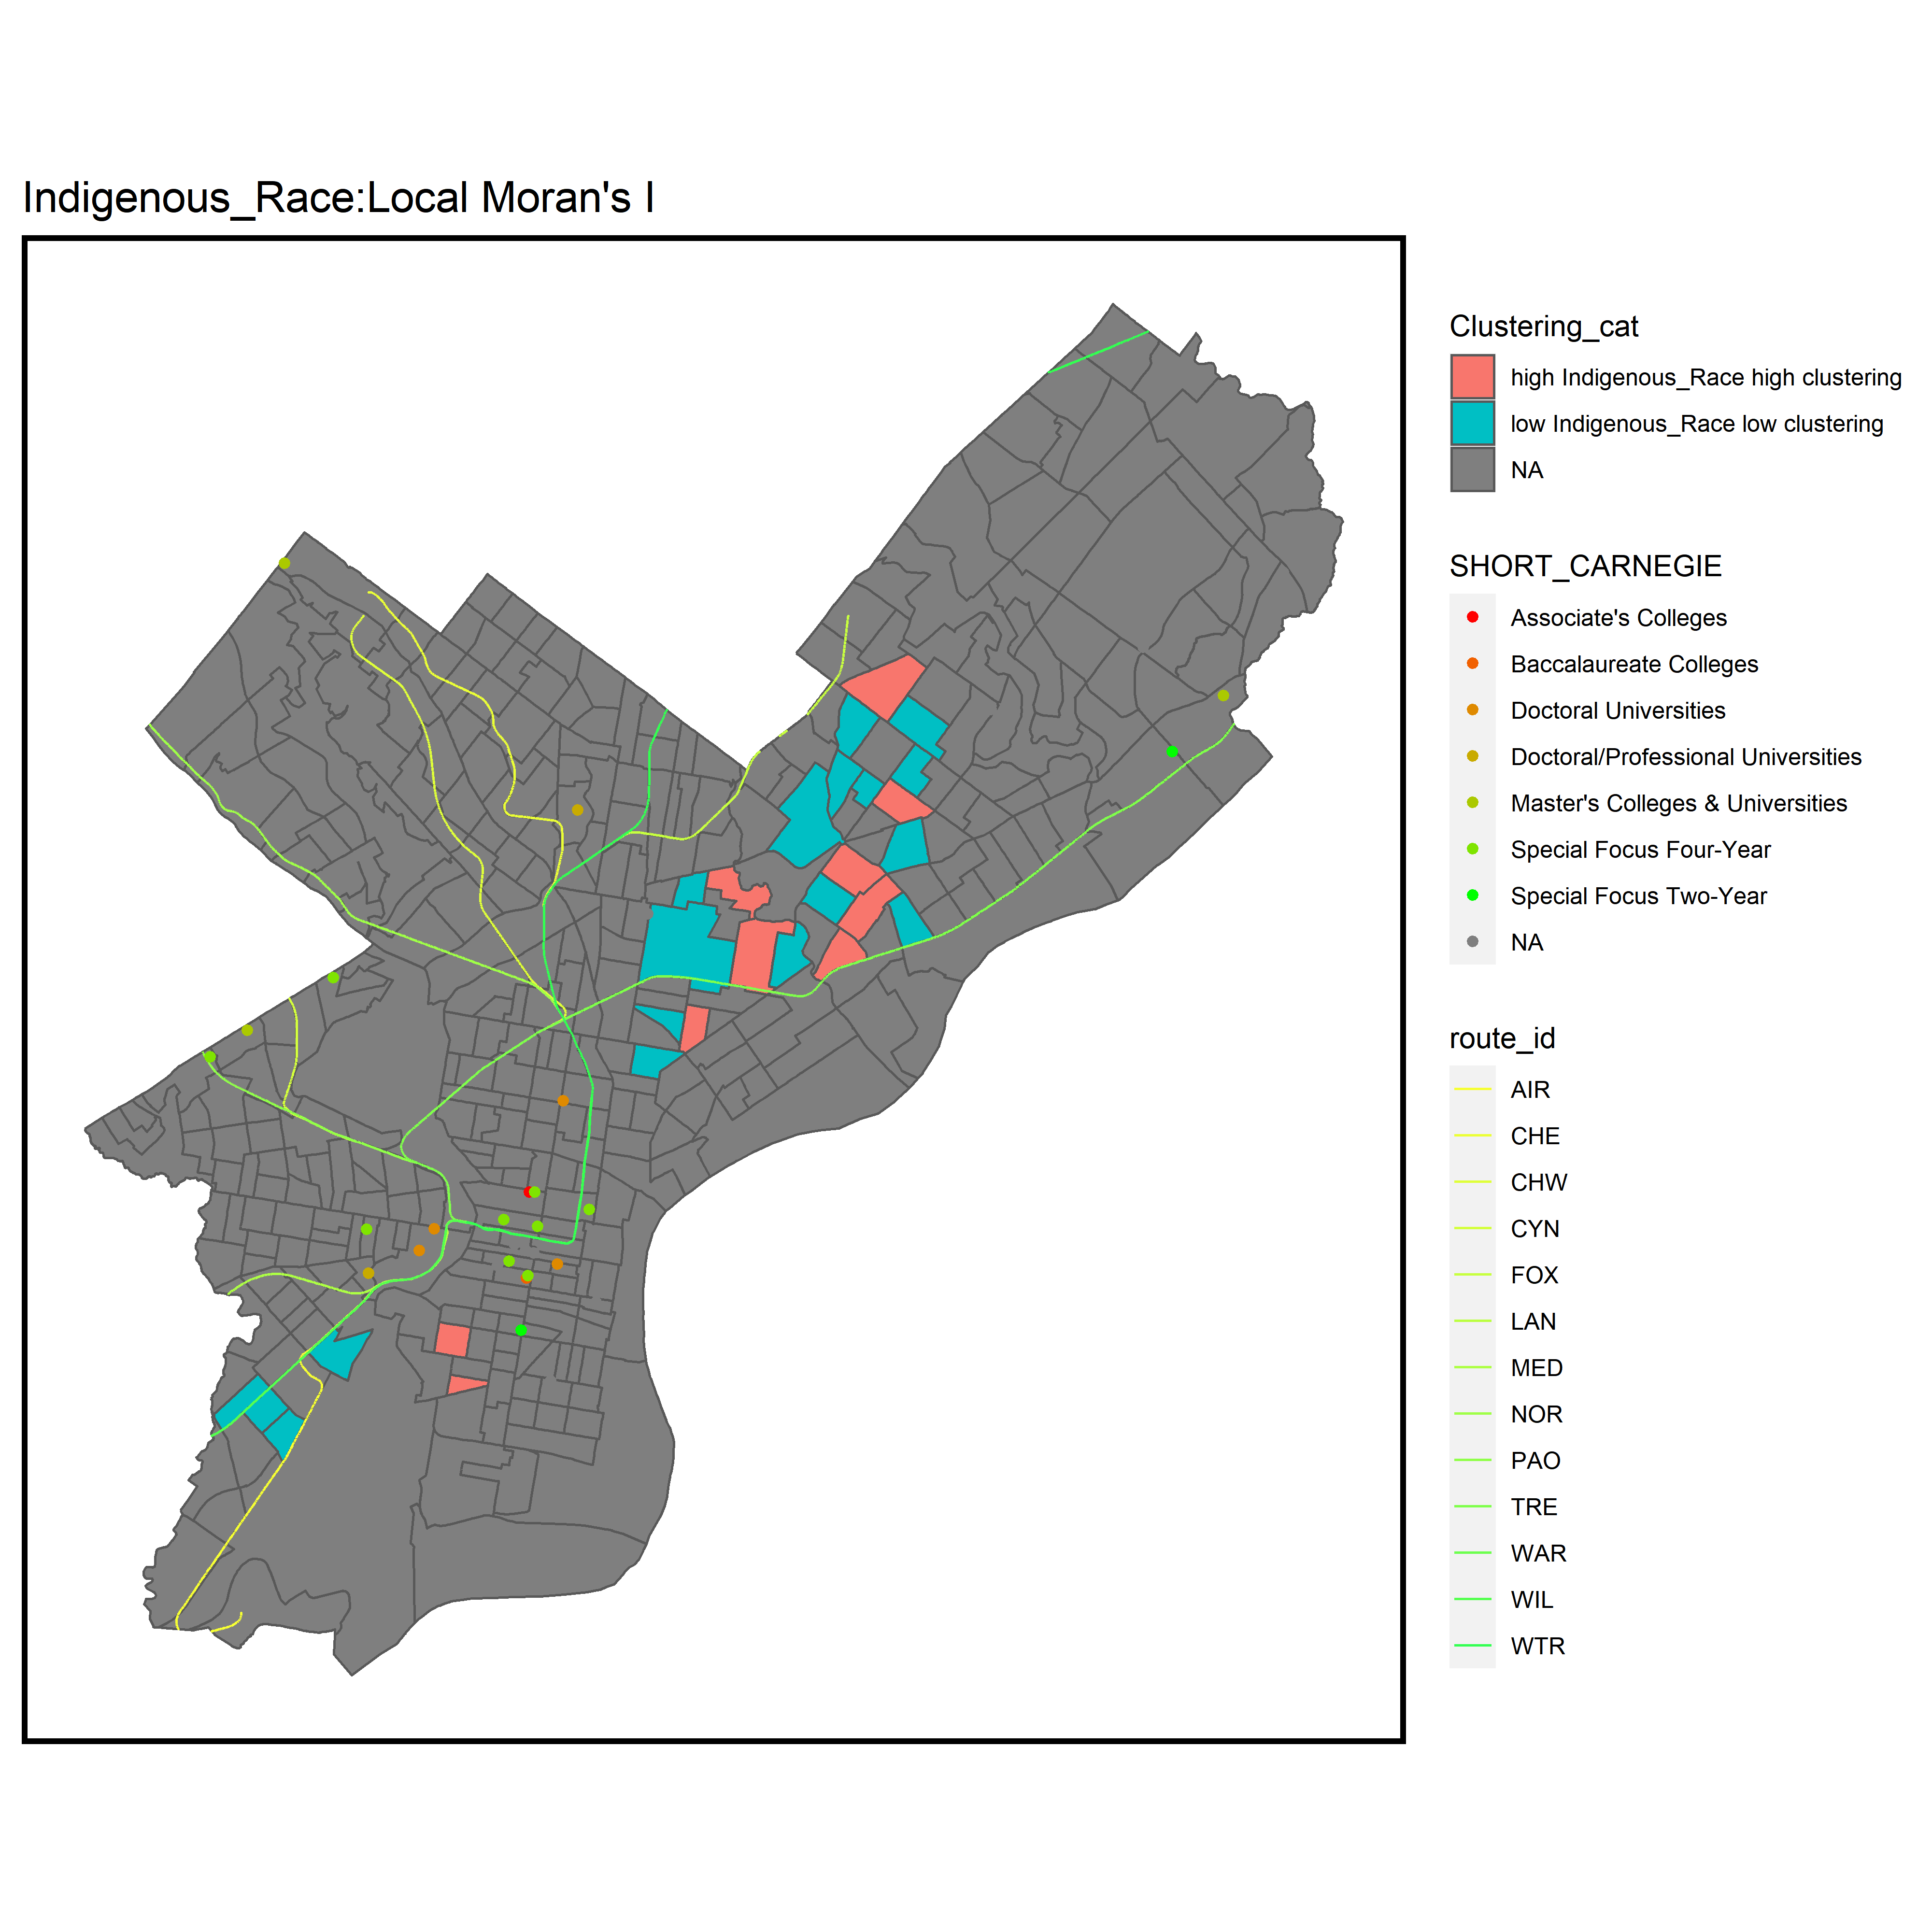 Indigenous_Race:Local Moran's I
Clustering_cat
high Indigenous_Race high clustering
low Indigenous_Race low clustering
NA
SHORT_CARNEGIE
Associate's Colleges
Baccalaureate Colleges
Doctoral Universities
Doctoral/Professional Universities
Master's Colleges & Universities
Special Focus Four-Year
Special Focus Two-Year
NA
route_id
AIR
CHE
CHW
CYN
FOX
LAN
MED
NOR
PAO
TRE
WAR
WIL
WTR